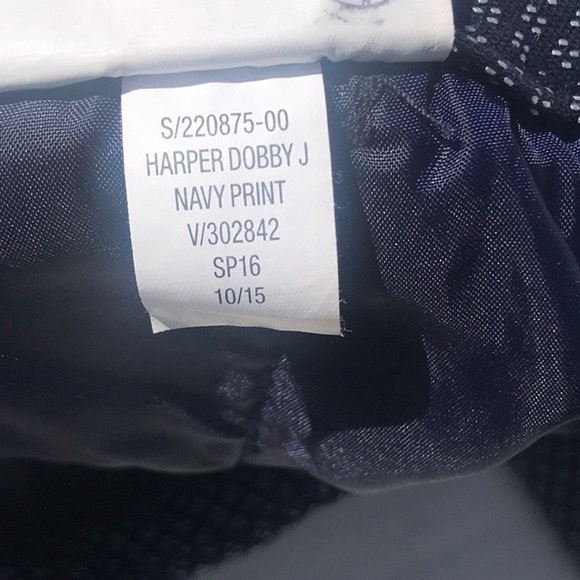 S/220875-00
HARPER DOBBY J
NAVY PRINT
V/302842
SP16
10/15